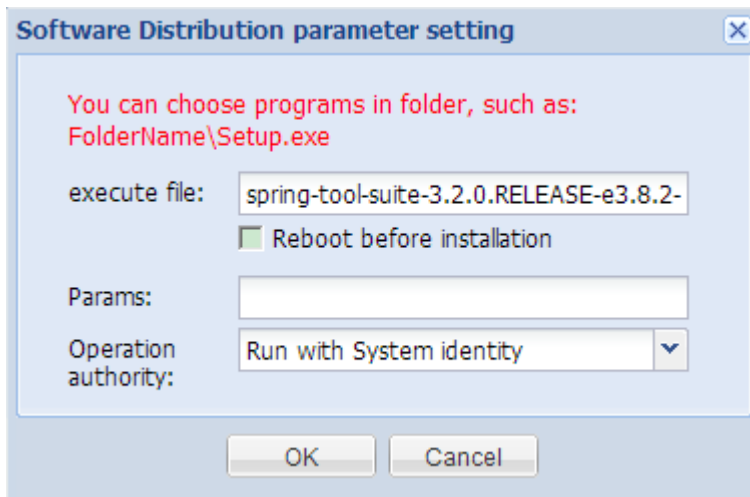 Software Distribution parameter setting
You can choose programs in folder, such as:
FolderName\Setup.exe
execute file: spring-tool-suite-3.2.0.RELEASE-e3.8.2-
Reboot before installation
Params:
Operation authority: Run with System identity
OK Cancel